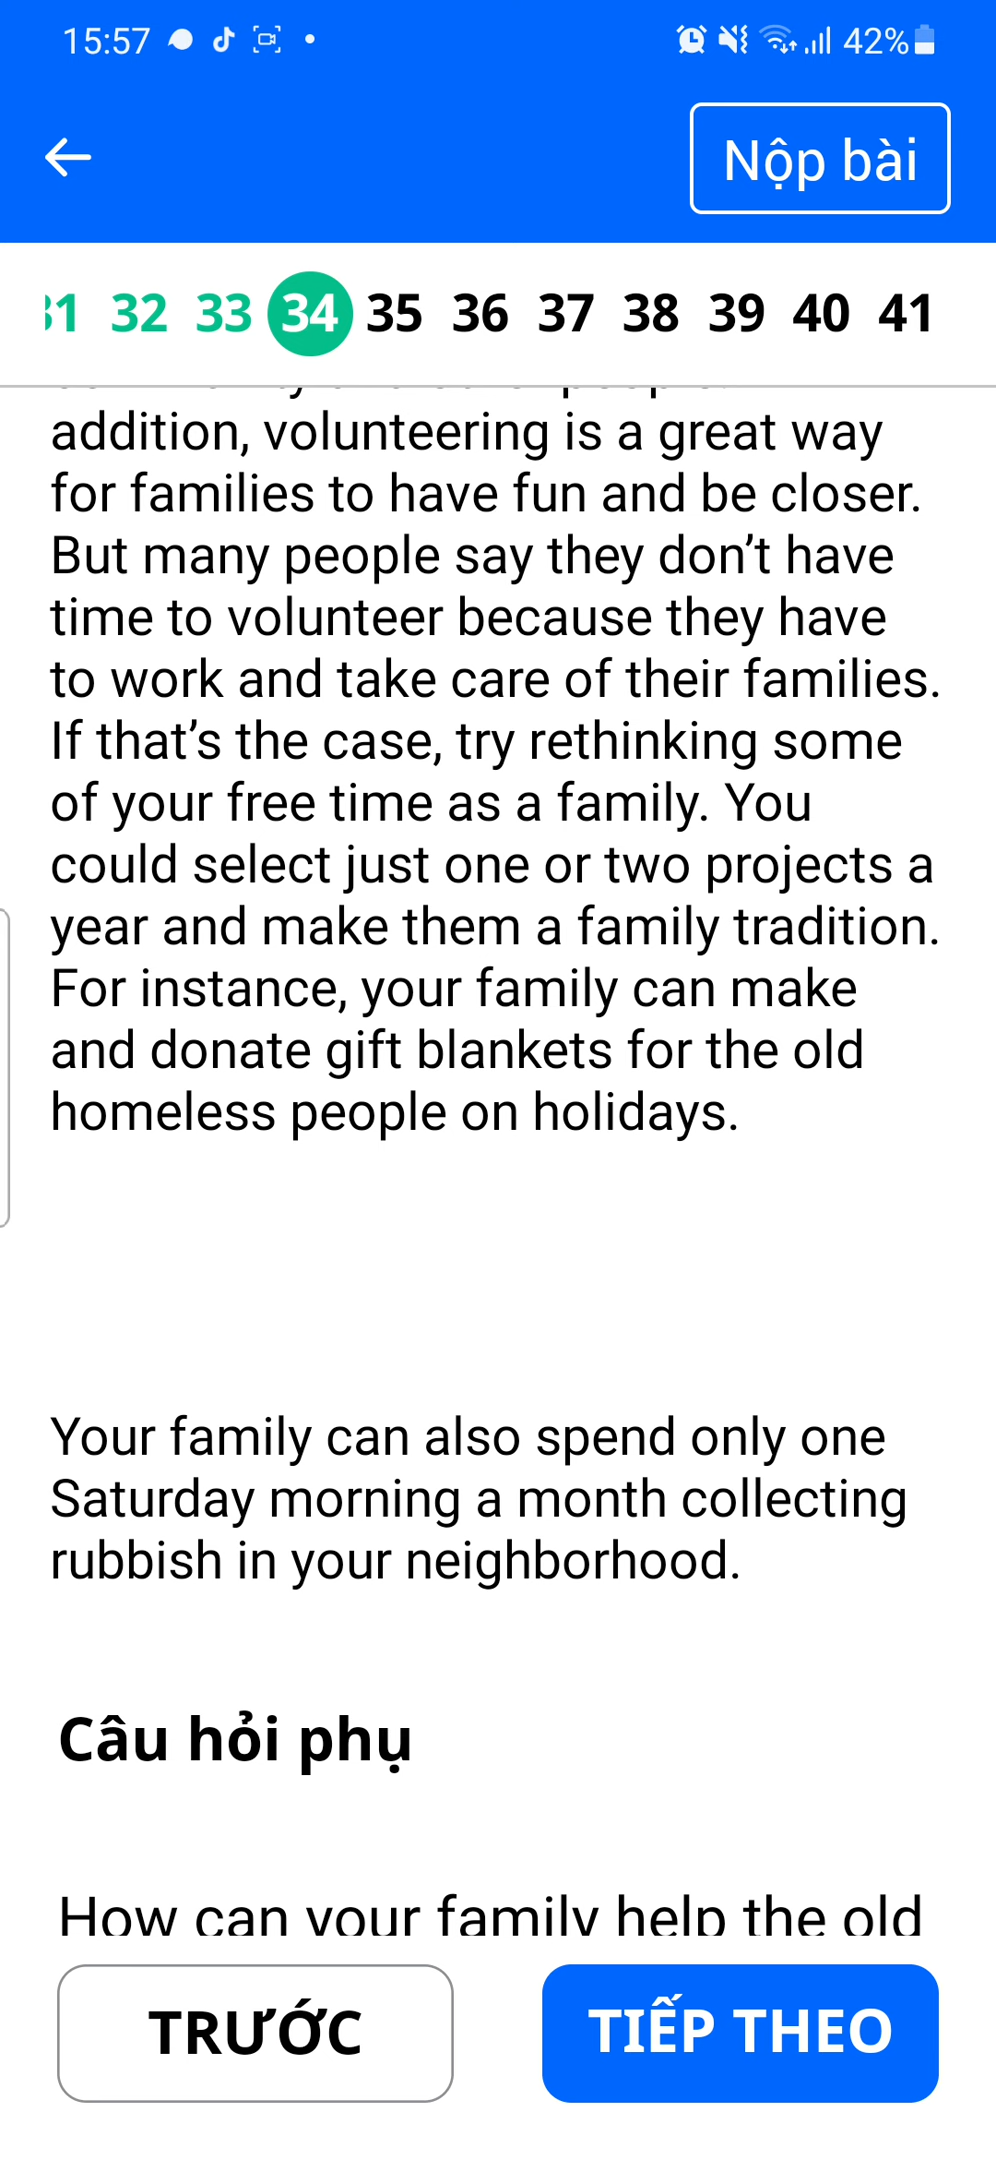 15:57
42%
Nộp bài
31 32 33 34 35 36 37 38 39 40 41
addition, volunteering is a great way
for families to have fun and be closer.
But many people say they don’t have
time to volunteer because they have
to work and take care of their families.
If that’s the case, try rethinking some
of your free time as a family. You
could select just one or two projects a
year and make them a family tradition.
For instance, your family can make
and donate gift blankets for the old
homeless people on holidays.
Your family can also spend only one
Saturday morning a month collecting
rubbish in your neighborhood.
Câu hỏi phụ
How can your family help the old
TRƯỚC
TIẾP THEO